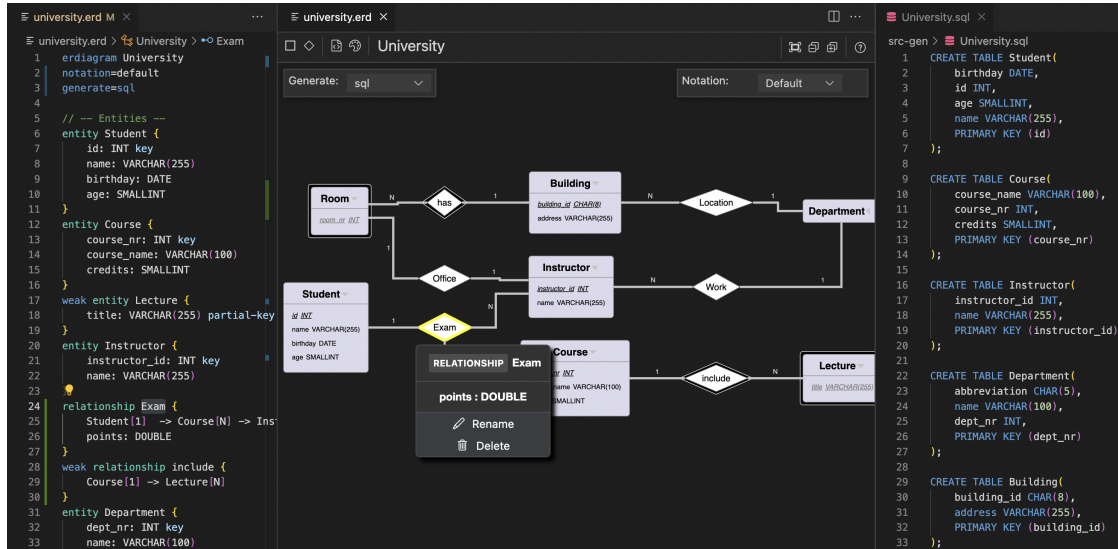 university.erd M ×
university.erd > University > Exam
1 erdiagram University
2 notation=default
3 generate=sql
4
5 // -- Entities --
6 entity Student {
7 id: INT key
8 name: VARCHAR(255)
9 birthday: DATE
10 age: SMALLINT
11 }
12 entity Course {
13 course_nr: INT key
14 course_name: VARCHAR(100)
15 credits: SMALLINT
16 }
17 weak entity Lecture {
18 title: VARCHAR(255) partial-key
19 }
20 entity Instructor {
21 instructor_id: INT key
22 name: VARCHAR(255)
23
24 relationship Exam {
25 Student[1] -> Course[N] -> Ins
26 points: DOUBLE
27 }
28 weak relationship include {
29 Course[1] -> Lecture[N]
30 }
31 entity Department {
32 dept_nr: INT key
33 name: VARCHAR(100)
university.erd ×
University
Generate: sql
Notation: Default
Room
room_nr INT
N
has
1
Building
building_id CHAR(8)
address VARCHAR(255)
N
Location
1
Department
1
Office
1
Instructor
instructor_id INT
name VARCHAR(255)
N
Work
1
Student
id INT
name VARCHAR(255)
birthday DATE
age SMALLINT
1
Exam
N
RELATIONSHIP Exam
points : DOUBLE
Rename
Delete
Course
nr INT
name VARCHAR(100)
SMALLINT
1
include
N
Lecture
title VARCHAR(255)
University.sql ×
src-gen > University.sql
1 CREATE TABLE Student(
2 birthday DATE,
3 id INT,
4 age SMALLINT,
5 name VARCHAR(255),
6 PRIMARY KEY (id)
7 );
8
9 CREATE TABLE Course(
10 course_name VARCHAR(100),
11 course_nr INT,
12 credits SMALLINT,
13 PRIMARY KEY (course_nr)
14 );
15
16 CREATE TABLE Instructor(
17 instructor_id INT,
18 name VARCHAR(255),
19 PRIMARY KEY (instructor_id)
20 );
21
22 CREATE TABLE Department(
23 abbreviation CHAR(5),
24 name VARCHAR(100),
25 dept_nr INT,
26 PRIMARY KEY (dept_nr)
27 );
28
29 CREATE TABLE Building(
30 building_id CHAR(8),
31 address VARCHAR(255),
32 PRIMARY KEY (building_id)
33 );